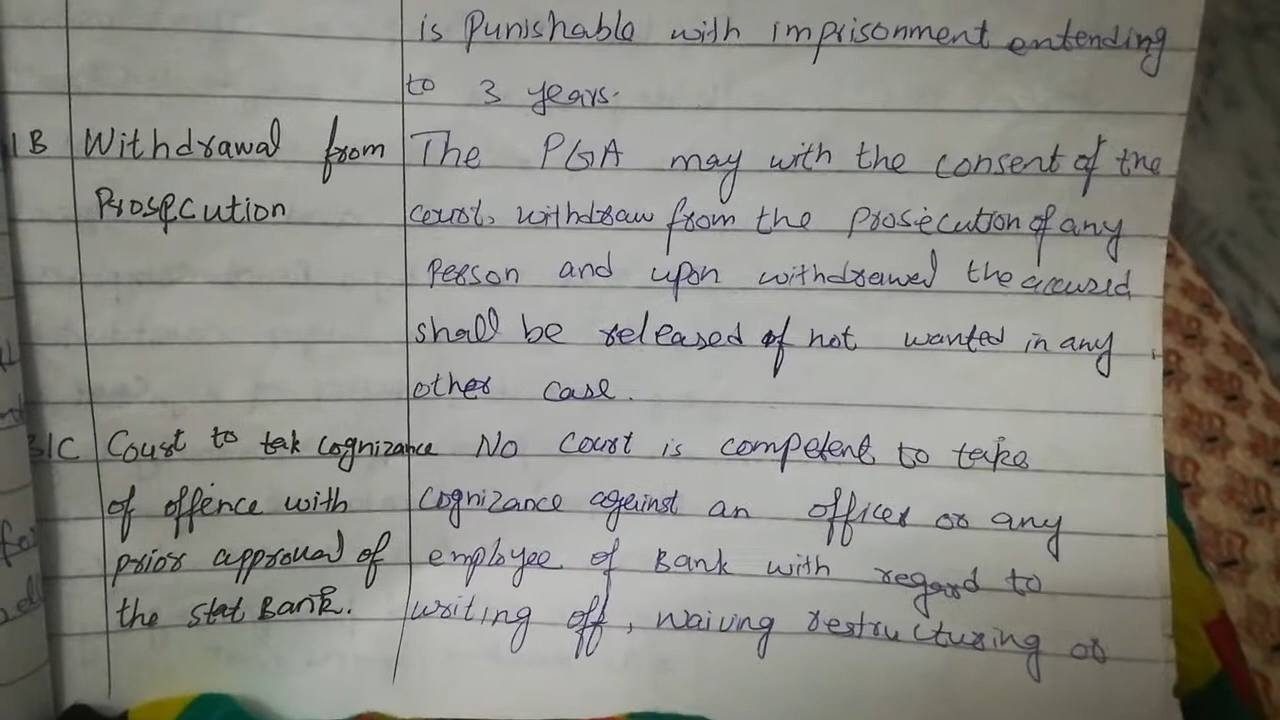 is Punishable with imprisonment entending
to 3 years.
1B Withdrawal from
Prosecution
The PGA may with the consent of the
court, withdraw from the prosecution of any
Person and upon withdrawed the accused
shall be released of not wanted in any
other case.
31C Court to tak cognizance
of offence with
prior approval of
the stat Bank.
No Court is competent to take
cognizance against an officer or any
employee of Bank with regard to
writing off, waiving restructuring or